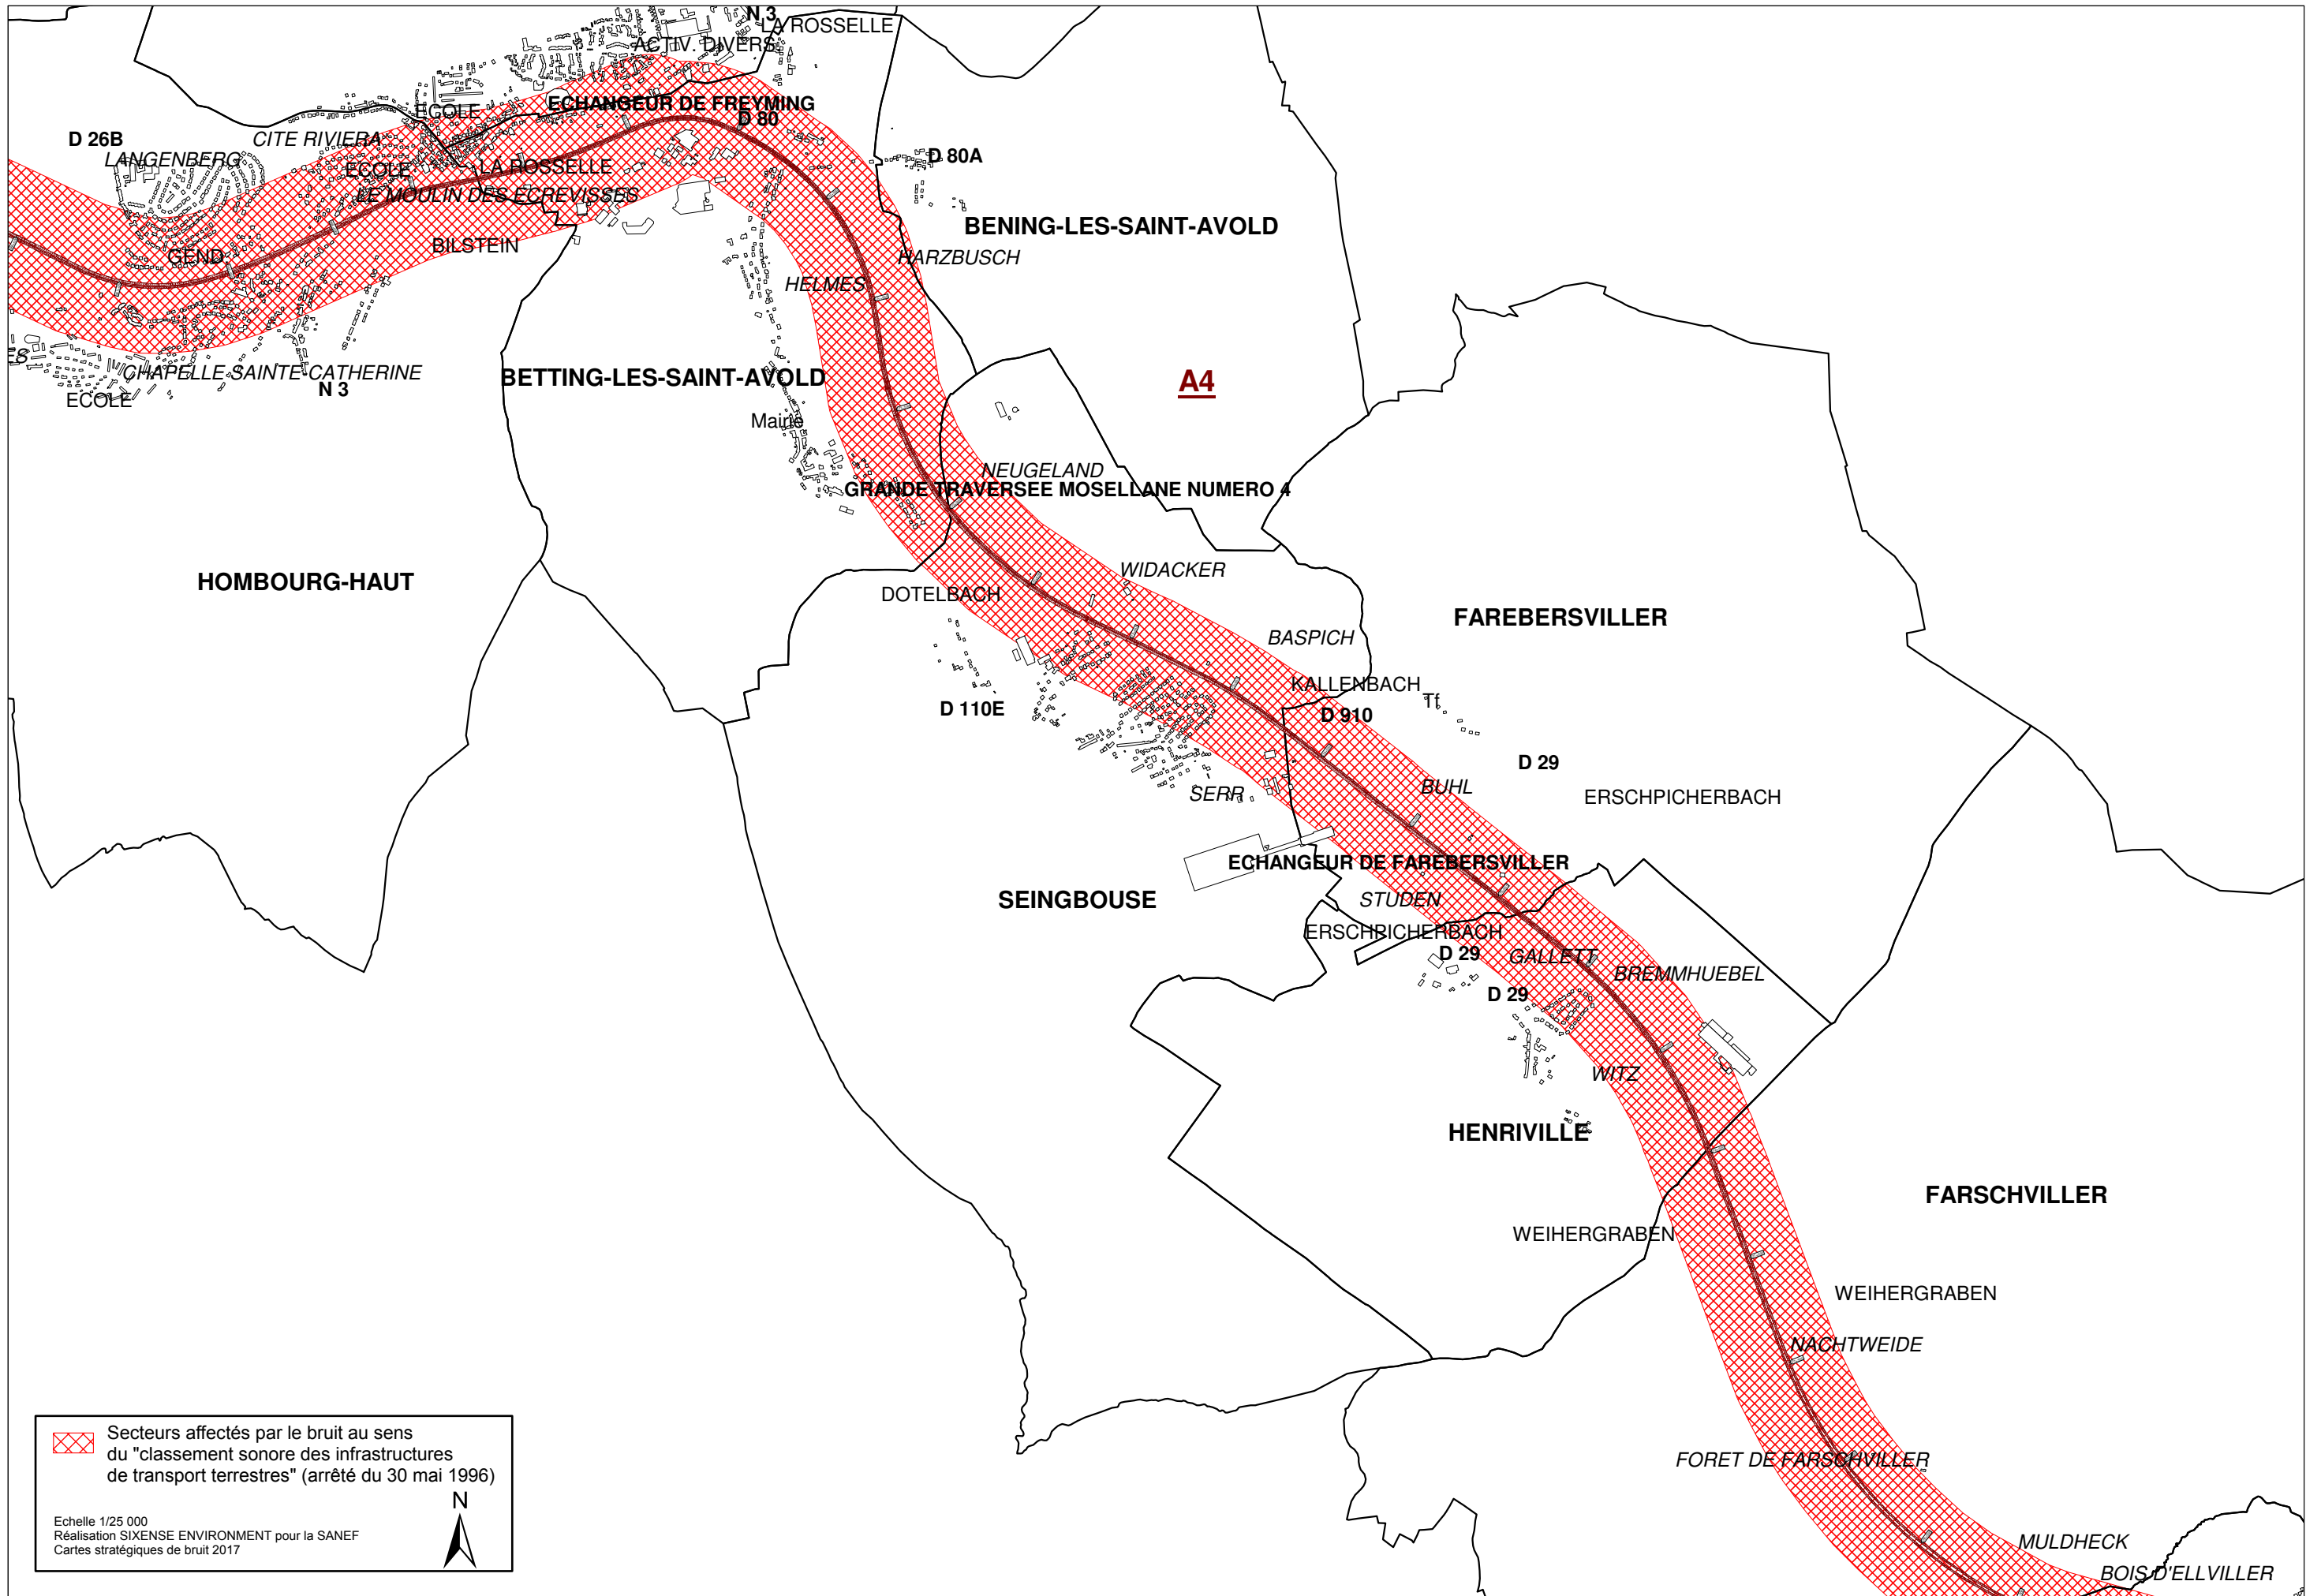 N 3
LA ROSSELLE
ACTIV. DIVERS
ECHANGEUR DE FREYMING
ECOLE
D 80
D 26B
CITE RIVIERA
LANGENBERG
D 80A
ECOLE
LA ROSSELLE
LE MOULIN DES ECREVISSES
BENING-LES-SAINT-AVOLD
BILSTEIN
GEND.
HARZBUSCH
HELMES
ES
CHAPELLE SAINTE-CATHERINE
N 3
ECOLE
BETTING-LES-SAINT-AVOLD
A4
Mairie
NEUGELAND
GRANDE TRAVERSEE MOSELLANE NUMERO 4
HOMBOURG-HAUT
WIDACKER
DOTELBACH
FAREBERSVILLER
BASPICH
KALLENBACH
Tf.
D 110E
D 910
D 29
BUHL
SERR
ERSCHPICHERBACH
ECHANGEUR DE FAREBERSVILLER
SEINGBOUSE
STUDEN
ERSCHPICHERBACH
D 29
GALLETT
BREMMHUEBEL
D 29
WITZ
HENRIVILLE
FARSCHVILLER
WEIHERGRABEN
WEIHERGRABEN
NACHTWEIDE
FORET DE FARSCHVILLER
MULDHECK
BOIS D'ELLVILLER
Secteurs affectés par le bruit au sens
du "classement sonore des infrastructures
de transport terrestres" (arrêté du 30 mai 1996)
N
Echelle 1/25 000
Réalisation SIXENSE ENVIRONMENT pour la SANEF
Cartes stratégiques de bruit 2017